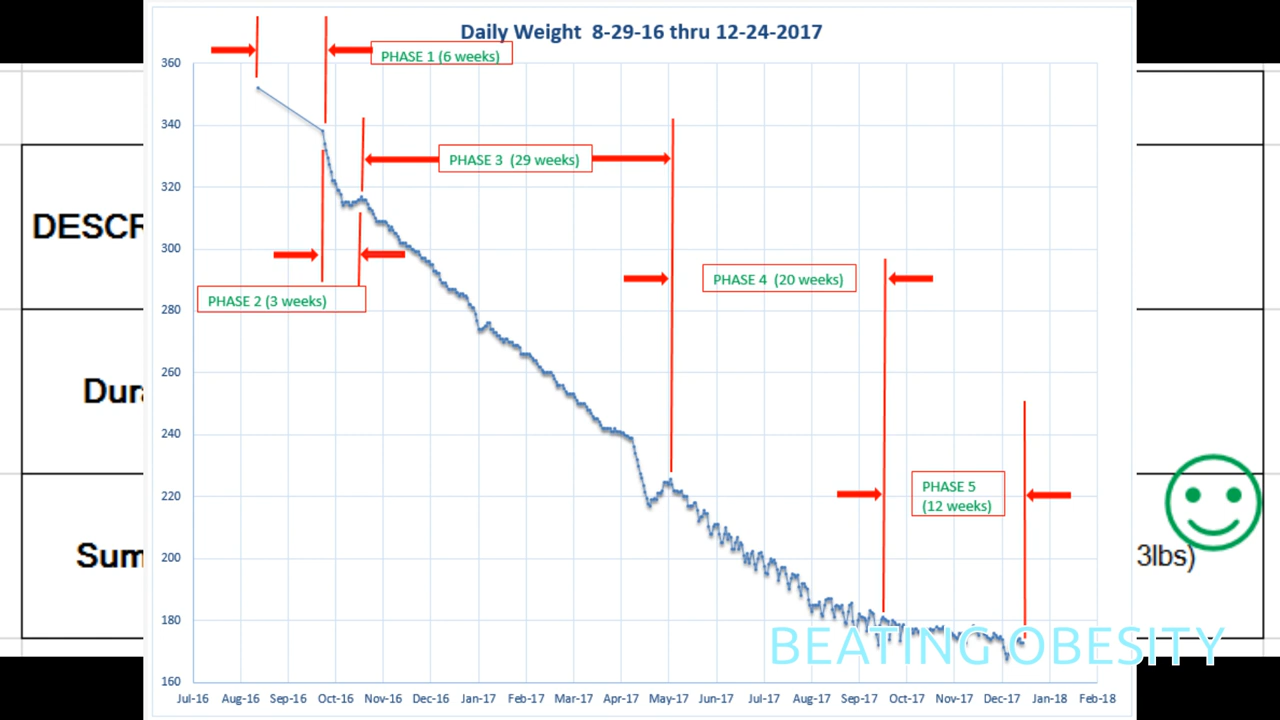 Daily Weight 8-29-16 thru 12-24-2017
PHASE 1 (6 weeks)
360
340
PHASE 3 (29 weeks)
320
DESCR
300
PHASE 4 (20 weeks)
PHASE 2 (3 weeks)
280
260
Dura
240
220
PHASE 5
(12 weeks)
200
Sum
3lbs)
180
BEATING OBESITY
160
Jul-16 Aug-16 Sep-16 Oct-16 Nov-16 Dec-16 Jan-17 Feb-17 Mar-17 Apr-17 May-17 Jun-17 Jul-17 Aug-17 Sep-17 Oct-17 Nov-17 Dec-17 Jan-18 Feb-18